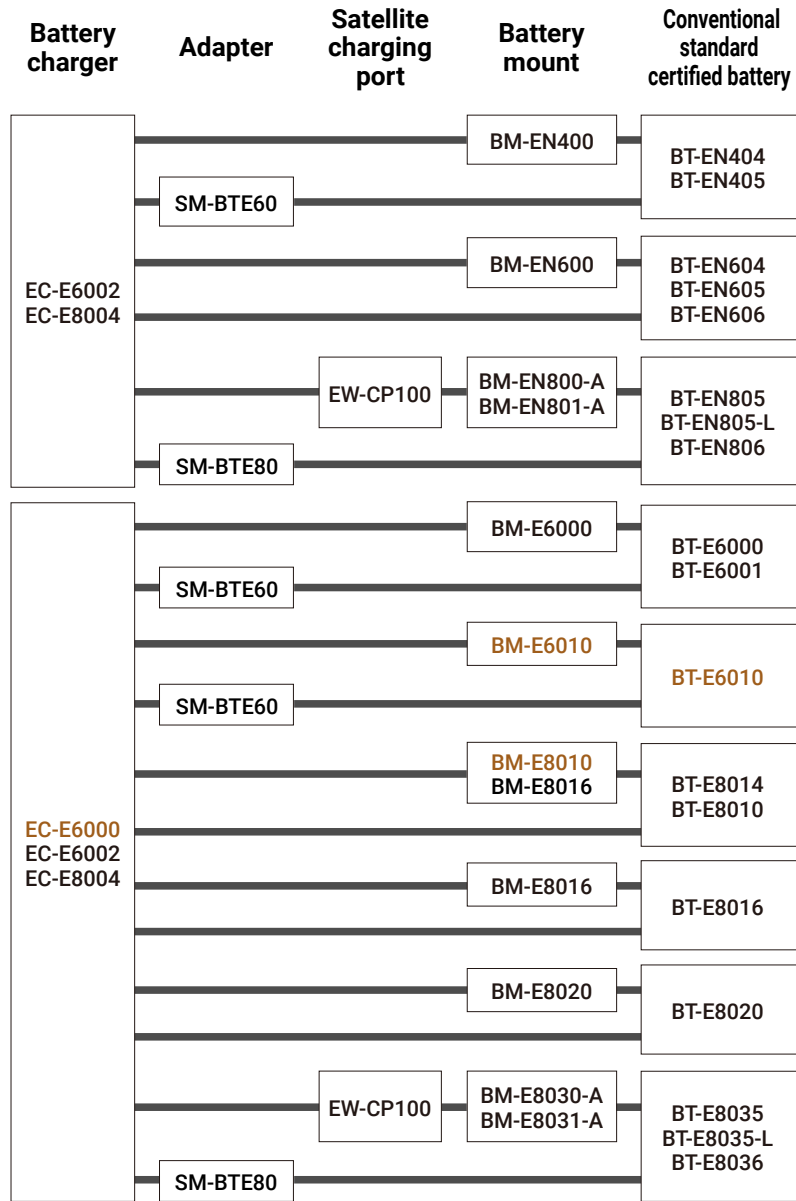 Battery
charger
Adapter
Satellite
charging
port
Battery
mount
Conventional
standard
certified battery
EC-E6002
EC-E8004
BM-EN400
BT-EN404
BT-EN405
SM-BTE60
BM-EN600
BT-EN604
BT-EN605
BT-EN606
EW-CP100
BM-EN800-A
BM-EN801-A
BT-EN805
BT-EN805-L
BT-EN806
SM-BTE80
EC-E6000
EC-E6002
EC-E8004
BM-E6000
BT-E6000
BT-E6001
SM-BTE60
BM-E6010
BT-E6010
SM-BTE60
BM-E8010
BM-E8016
BT-E8014
BT-E8010
BM-E8016
BT-E8016
BM-E8020
BT-E8020
EW-CP100
BM-E8030-A
BM-E8031-A
BT-E8035
BT-E8035-L
BT-E8036
SM-BTE80